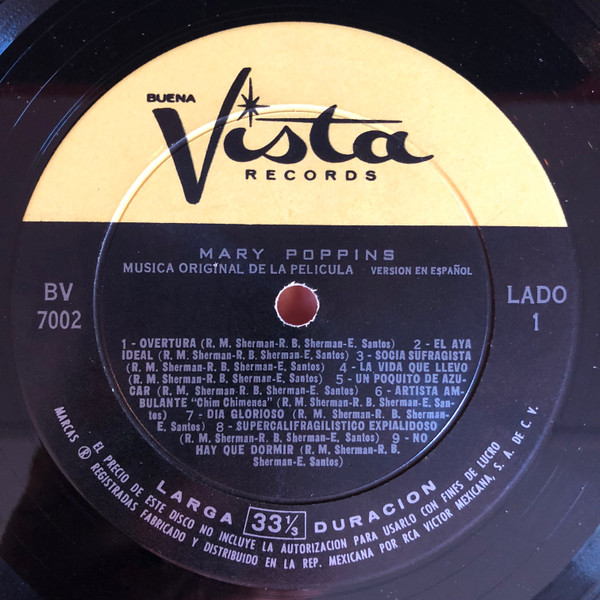 BUENA
Vista
RECORDS
MARY POPPINS
MUSICA ORIGINAL DE LA PELICULA VERSION EN ESPAÑOL
BV
7002
LADO
1
1 - OVERTURA (R. M. Sherman-R. B. Sherman-E. Santos) 2 - EL AYA
IDEAL (R. M. Sherman-R. B. Sherman-E. Santos) 3 - SOCIA SUFRAGISTA
(R. M. Sherman-R. B. Sherman-E. Santos) 4 - LA VIDA QUE LLEVO
(R. M. Sherman-R. B. Sherman-E. Santos) 5 - UN POQUITO DE AZU-
CAR (R. M. Sherman-R. B. Sherman-E. Santos) 6 - ARTISTA AM-
BULANTE "Chim Chimenea" (R. M. Sherman-R. B. Sherman-E. San-
tos) 7 - DIA GLORIOSO (R. M. Sherman-R. B. Sherman-
E. Santos) 8 - SUPERCALIFRAGILISTICO EXPIALIDOSO
(R. M. Sherman-R. B. Sherman-E. Santos) 9 - NO
HAY QUE DORMIR (R. M. Sherman-R. B.
Sherman-E. Santos)
LARGA 33⅓ DURACION
EL PRECIO DE ESTE DISCO NO INCLUYE LA AUTORIZACION PARA USARLO CON FINES DE LUCRO
MARCAS ® REGISTRADAS FABRICADO Y DISTRIBUIDO EN LA REP. MEXICANA POR RCA VICTOR MEXICANA, S. A. DE C. V.